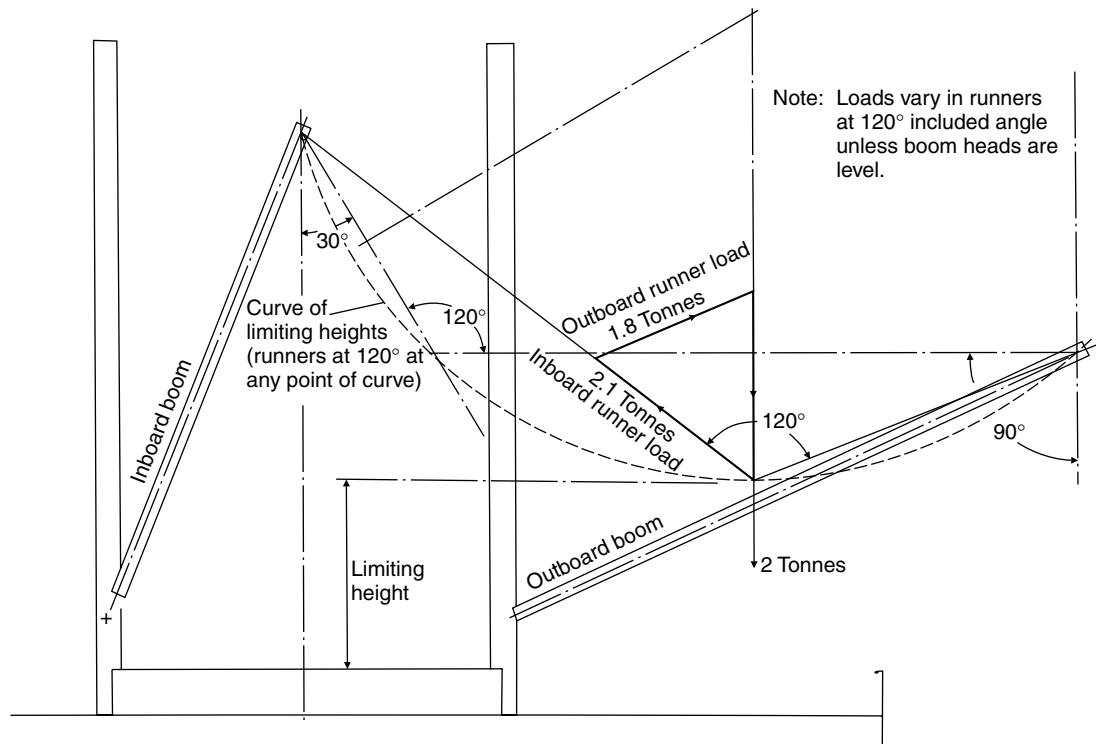 Note: Loads vary in runners
at 120° included angle
unless boom heads are
level.
30°
Outboard runner load
1.8 Tonnes
Curve of
limiting heights
(runners at 120° at
any point of curve)
120°
Inboard boom
2.1 Tonnes
Inboard runner load
120°
90°
Outboard boom
Limiting
height
2 Tonnes